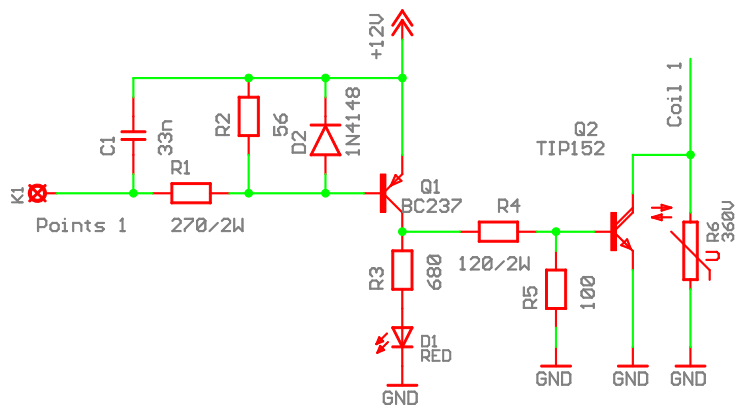 +12V
C1
33n
R2
56
D2
1N4148
Coil 1
Q2
TIP152
K1
R1
Q1
BC237
Points 1
270/2W
R4
R6
360V
U
120/2W
R3
680
R5
100
D1
RED
GND
GND
GND
GND